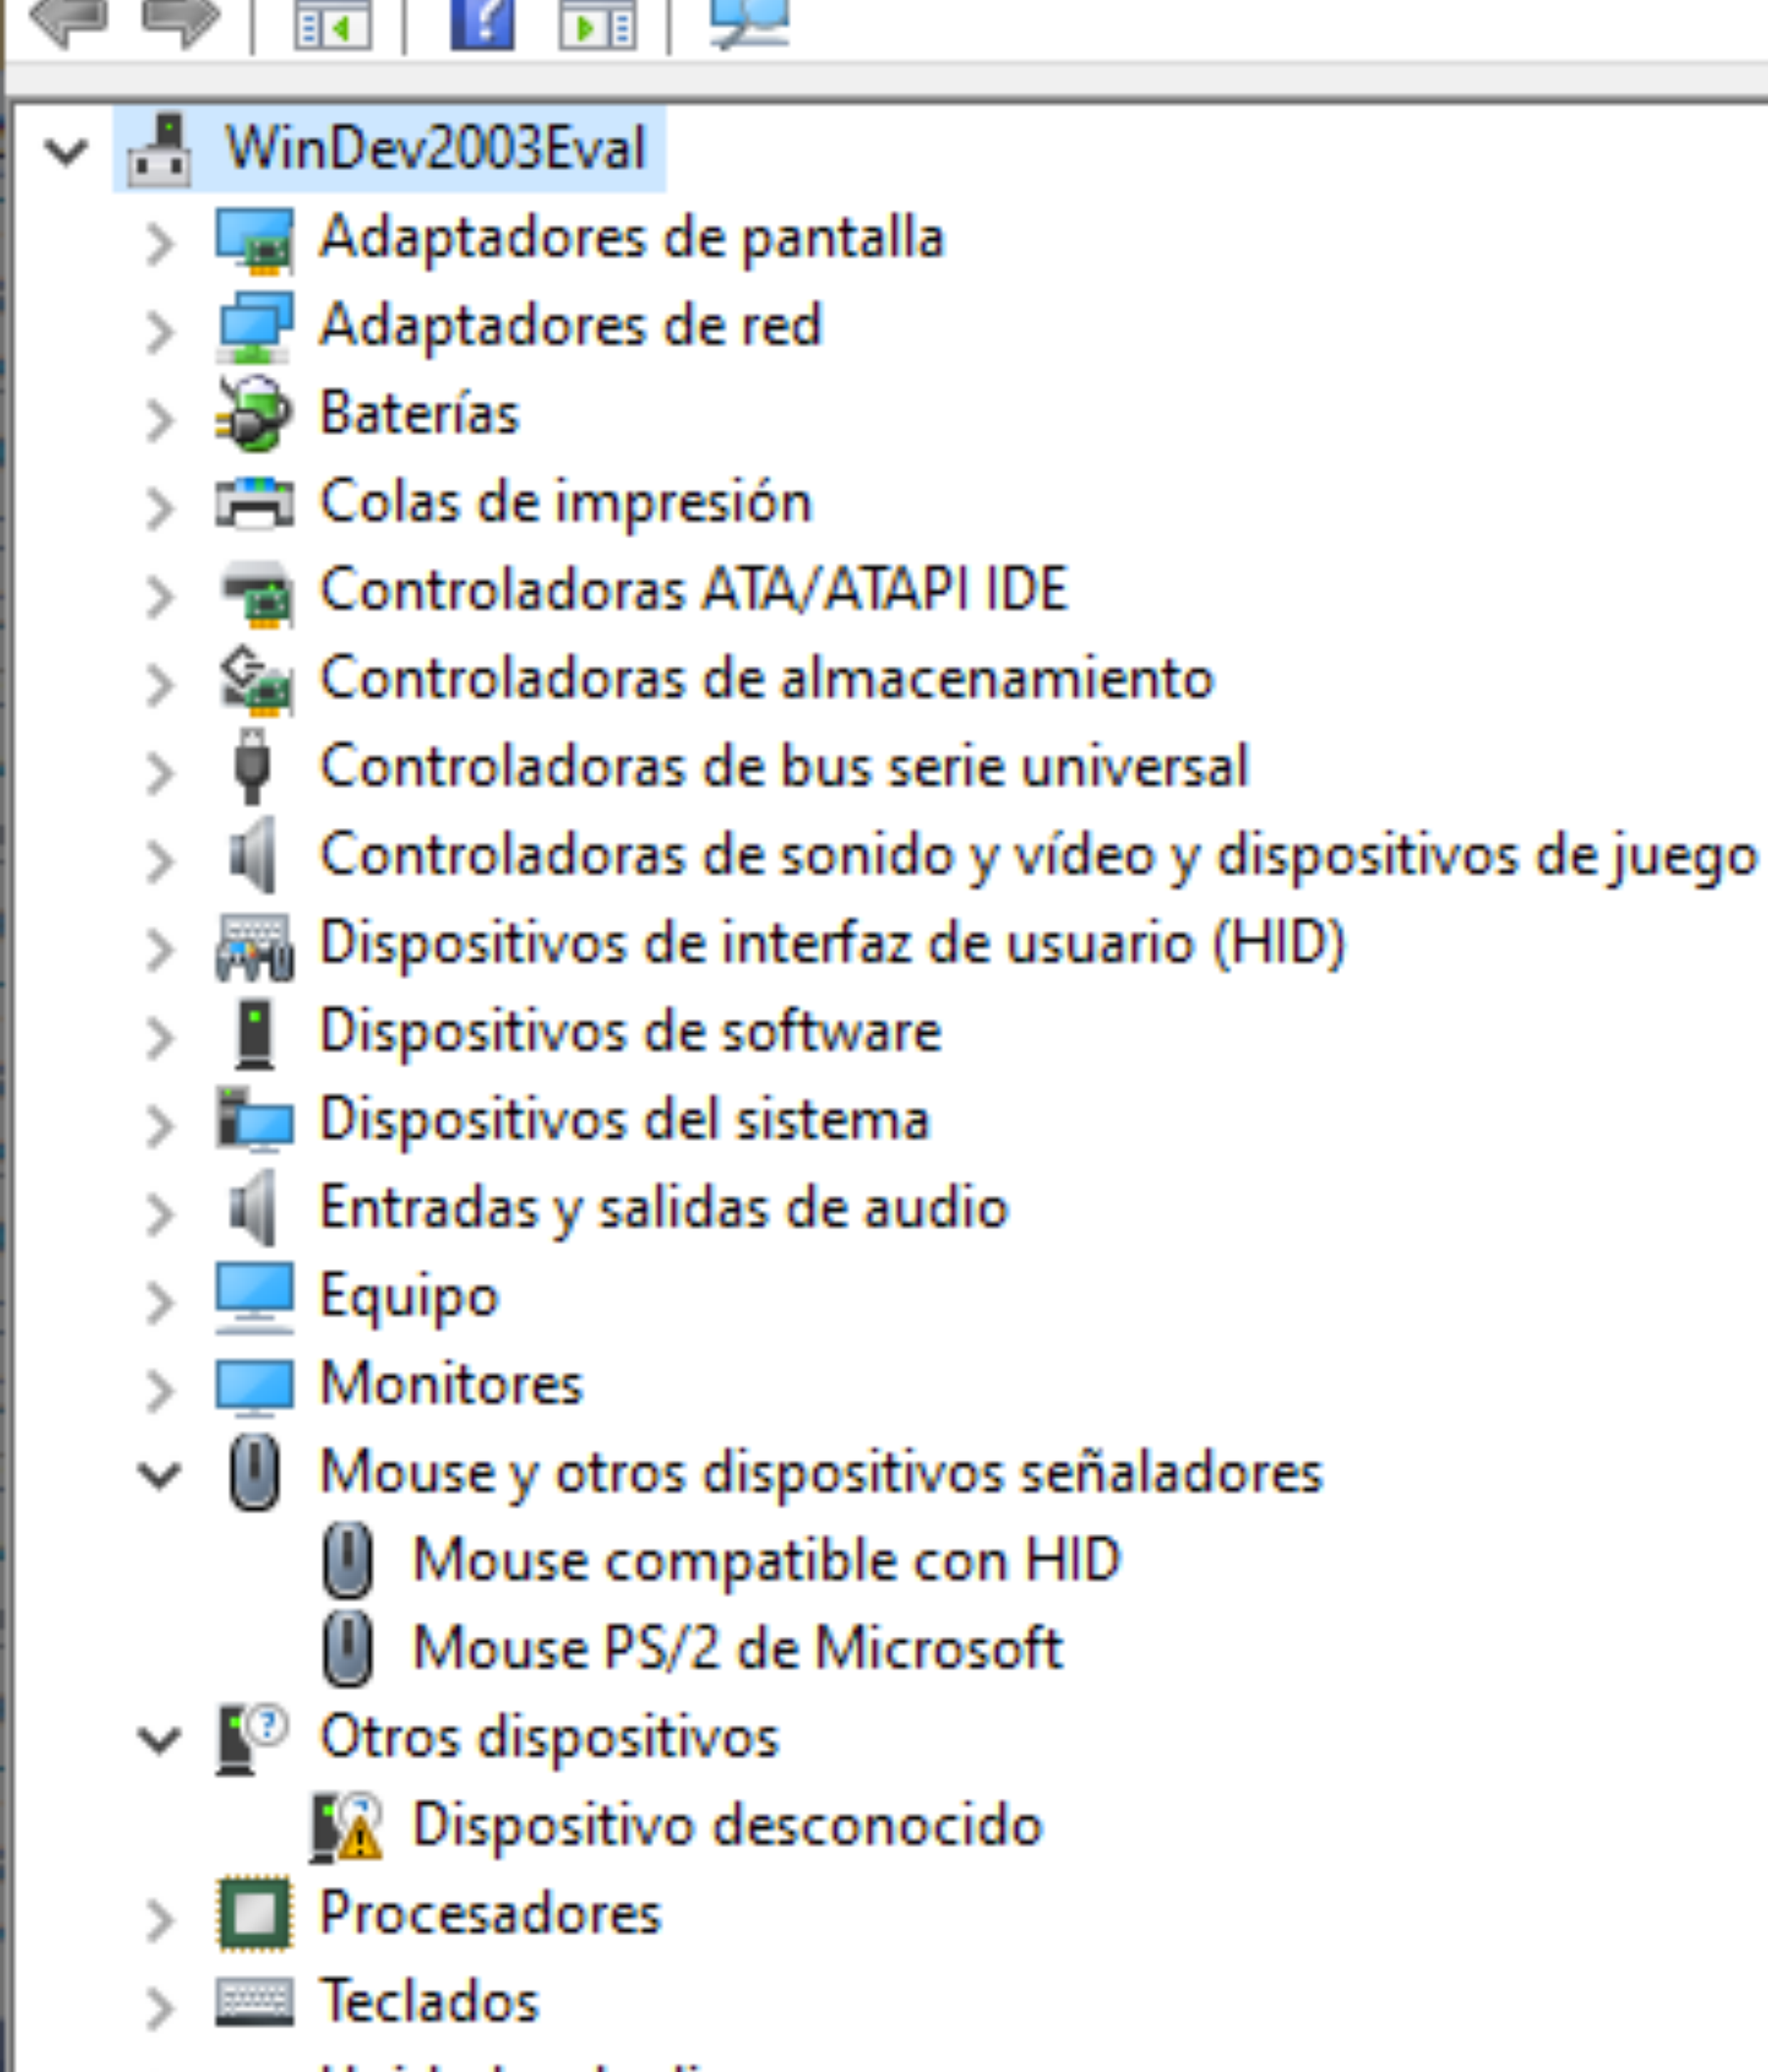 WinDev2003Eval
Adaptadores de pantalla
Adaptadores de red
Baterías
Colas de impresión
Controladoras ATA/ATAPI IDE
Controladoras de almacenamiento
Controladoras de bus serie universal
Controladoras de sonido y vídeo y dispositivos de juego
Dispositivos de interfaz de usuario (HID)
Dispositivos de software
Dispositivos del sistema
Entradas y salidas de audio
Equipo
Monitores
Mouse y otros dispositivos señaladores
Mouse compatible con HID
Mouse PS/2 de Microsoft
Otros dispositivos
Dispositivo desconocido
Procesadores
Teclados